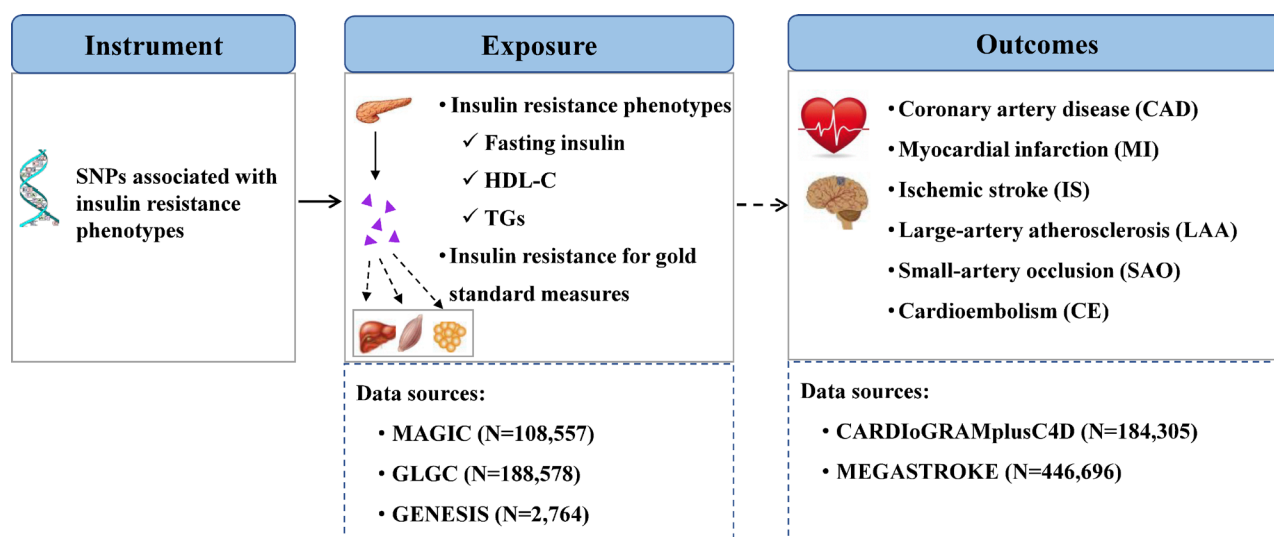 Instrument
SNPs associated with
insulin resistance
phenotypes
Exposure
• Insulin resistance phenotypes
✓ Fasting insulin
✓ HDL-C
✓ TGs
• Insulin resistance for gold
standard measures
Data sources:
• MAGIC (N=108,557)
• GLGC (N=188,578)
• GENESIS (N=2,764)
Outcomes
• Coronary artery disease (CAD)
• Myocardial infarction (MI)
• Ischemic stroke (IS)
• Large-artery atherosclerosis (LAA)
• Small-artery occlusion (SAO)
• Cardioembolism (CE)
Data sources:
• CARDIoGRAMplusC4D (N=184,305)
• MEGASTROKE (N=446,696)